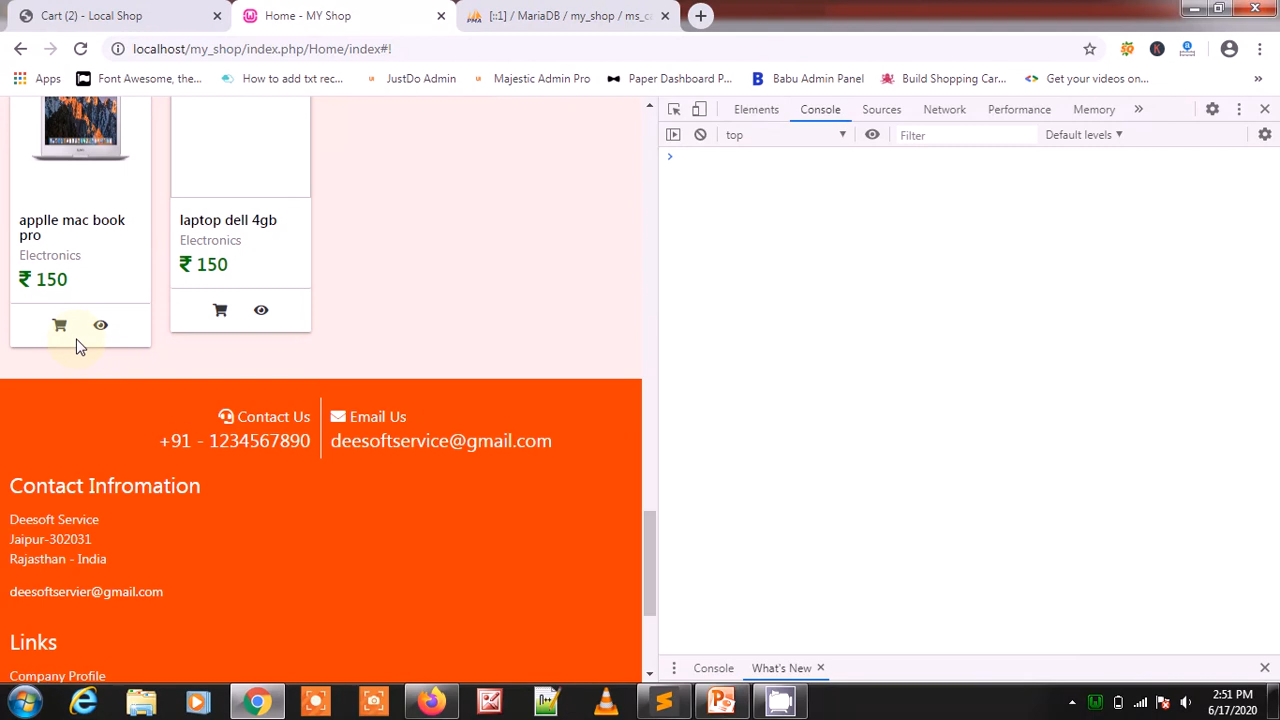 Cart (2) - Local Shop
Home - MY Shop
[::1] / MariaDB / my_shop / ms_ca
localhost/my_shop/index.php/Home/index#!
Apps
Font Awesome, the...
How to add txt rec...
JustDo Admin
Majestic Admin Pro
Paper Dashboard P...
Babu Admin Panel
Build Shopping Car...
Get your videos on...
»
Elements
Console
Sources
Network
Performance
Memory
»
top
Filter
Default levels
applle mac book
pro
Electronics
₹ 150
laptop dell 4gb
Electronics
₹ 150
Contact Us
+91 - 1234567890
Email Us
deesoftservice@gmail.com
Contact Infromation
Deesoft Service
Jaipur-302031
Rajasthan - India
deesoftservier@gmail.com
Links
Company Profile
Console
What's New
2:51 PM
6/17/2020